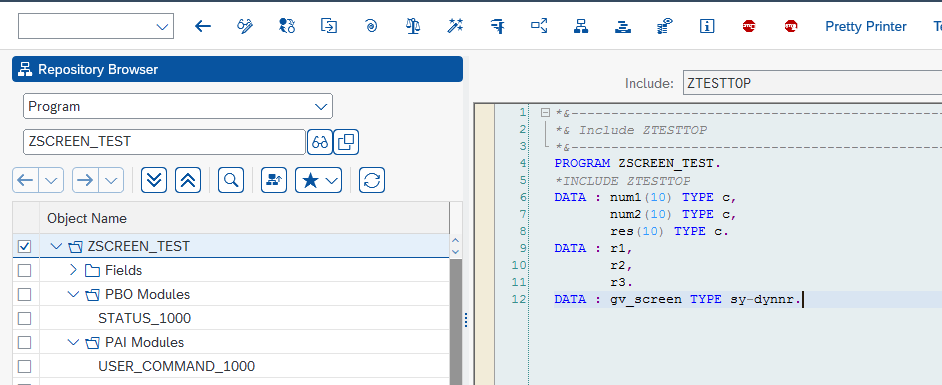 Pretty Printer
Repository Browser
Program
ZSCREEN_TEST
Object Name
ZSCREEN_TEST
Fields
PBO Modules
STATUS_1000
PAI Modules
USER_COMMAND_1000
Include: ZTESTTOP
1 *&---------------------------------------------------------------------
2 *& Include ZTESTTOP
3 *&---------------------------------------------------------------------
4 PROGRAM ZSCREEN_TEST.
5 *INCLUDE ZTESTTOP
6 DATA : num1(10) TYPE c,
7 num2(10) TYPE c,
8 res(10) TYPE c.
9 DATA : r1,
10 r2,
11 r3.
12 DATA : gv_screen TYPE sy-dynnr.